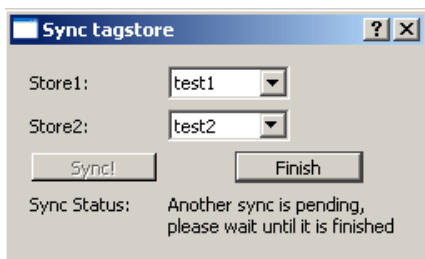 Sync tagstore
Store1: test1
Store2: test2
Sync! Finish
Sync Status: Another sync is pending,
please wait until it is finished